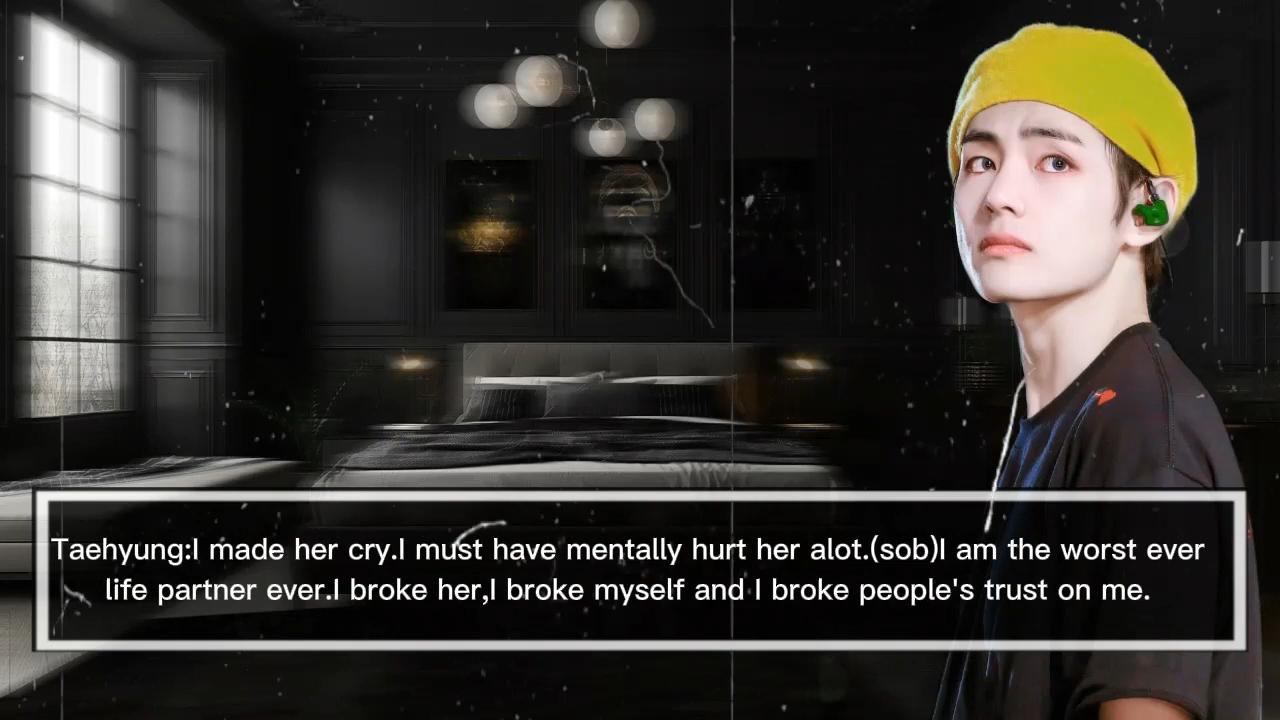 Taehyung:I made her cry.I must have mentally hurt her alot.(sob)I am the worst ever
life partner ever.I broke her,I broke myself and I broke people's trust on me.